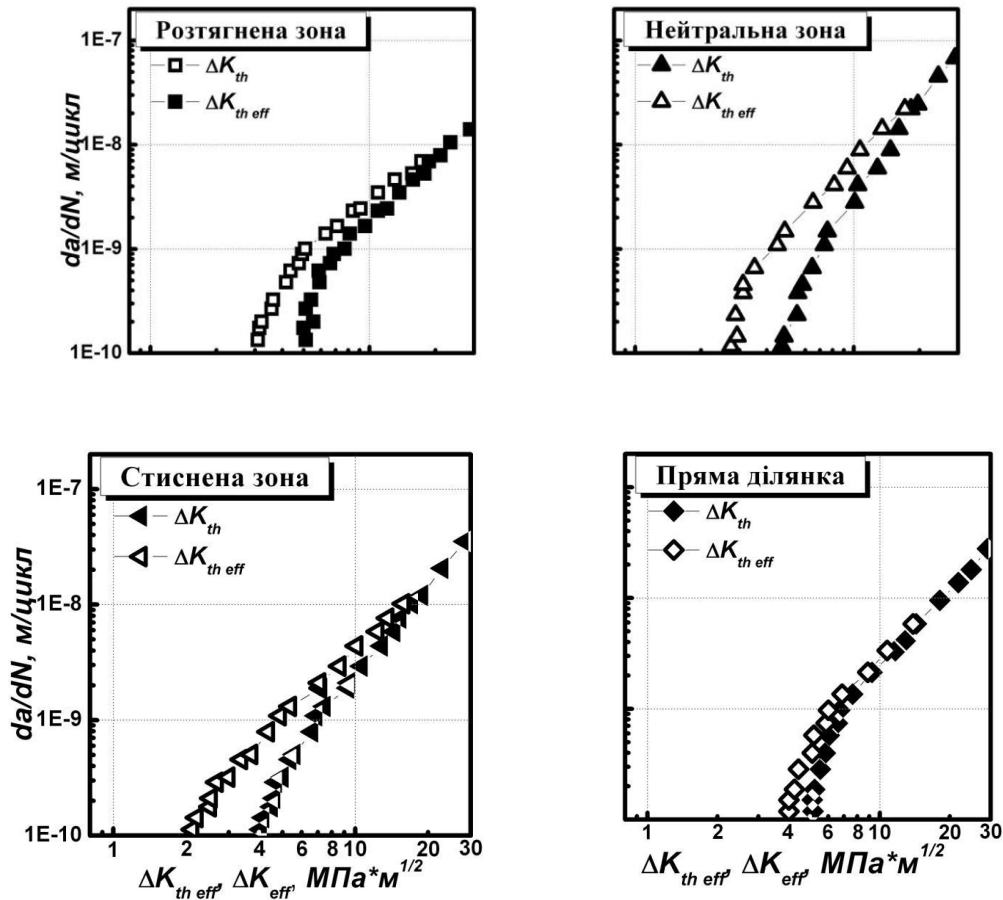 Розтягнена зона
ΔK_th
ΔK_th eff
1E-7
1E-8
1E-9
1E-10
da/dN, м/цикл
Нейтральна зона
ΔK_th
ΔK_th eff
Стиснена зона
ΔK_th
ΔK_th eff
1E-7
1E-8
1E-9
1E-10
da/dN, м/цикл
1 2 4 6 8 10 20 30
ΔK_th eff, ΔK_eff, МПа*м^1/2
Пряма ділянка
ΔK_th
ΔK_th eff
1 2 4 6 8 10 20 30
ΔK_th eff, ΔK_eff, МПа*м^1/2